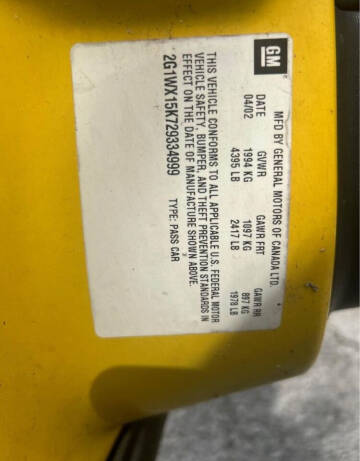 GM
MFD BY GENERAL MOTORS OF CANADA LTD.
DATE GVWR GAWR FRT GAWR RR
04/02 1994 KG 1097 KG 897 KG
4395 LB 2417 LB 1978 LB
THIS VEHICLE CONFORMS TO ALL APPLICABLE U.S. FEDERAL MOTOR
VEHICLE SAFETY, BUMPER, AND THEFT PREVENTION STANDARDS IN
EFFECT ON THE DATE OF MANUFACTURE SHOWN ABOVE.
2G1WX15K729334999 TYPE: PASS CAR